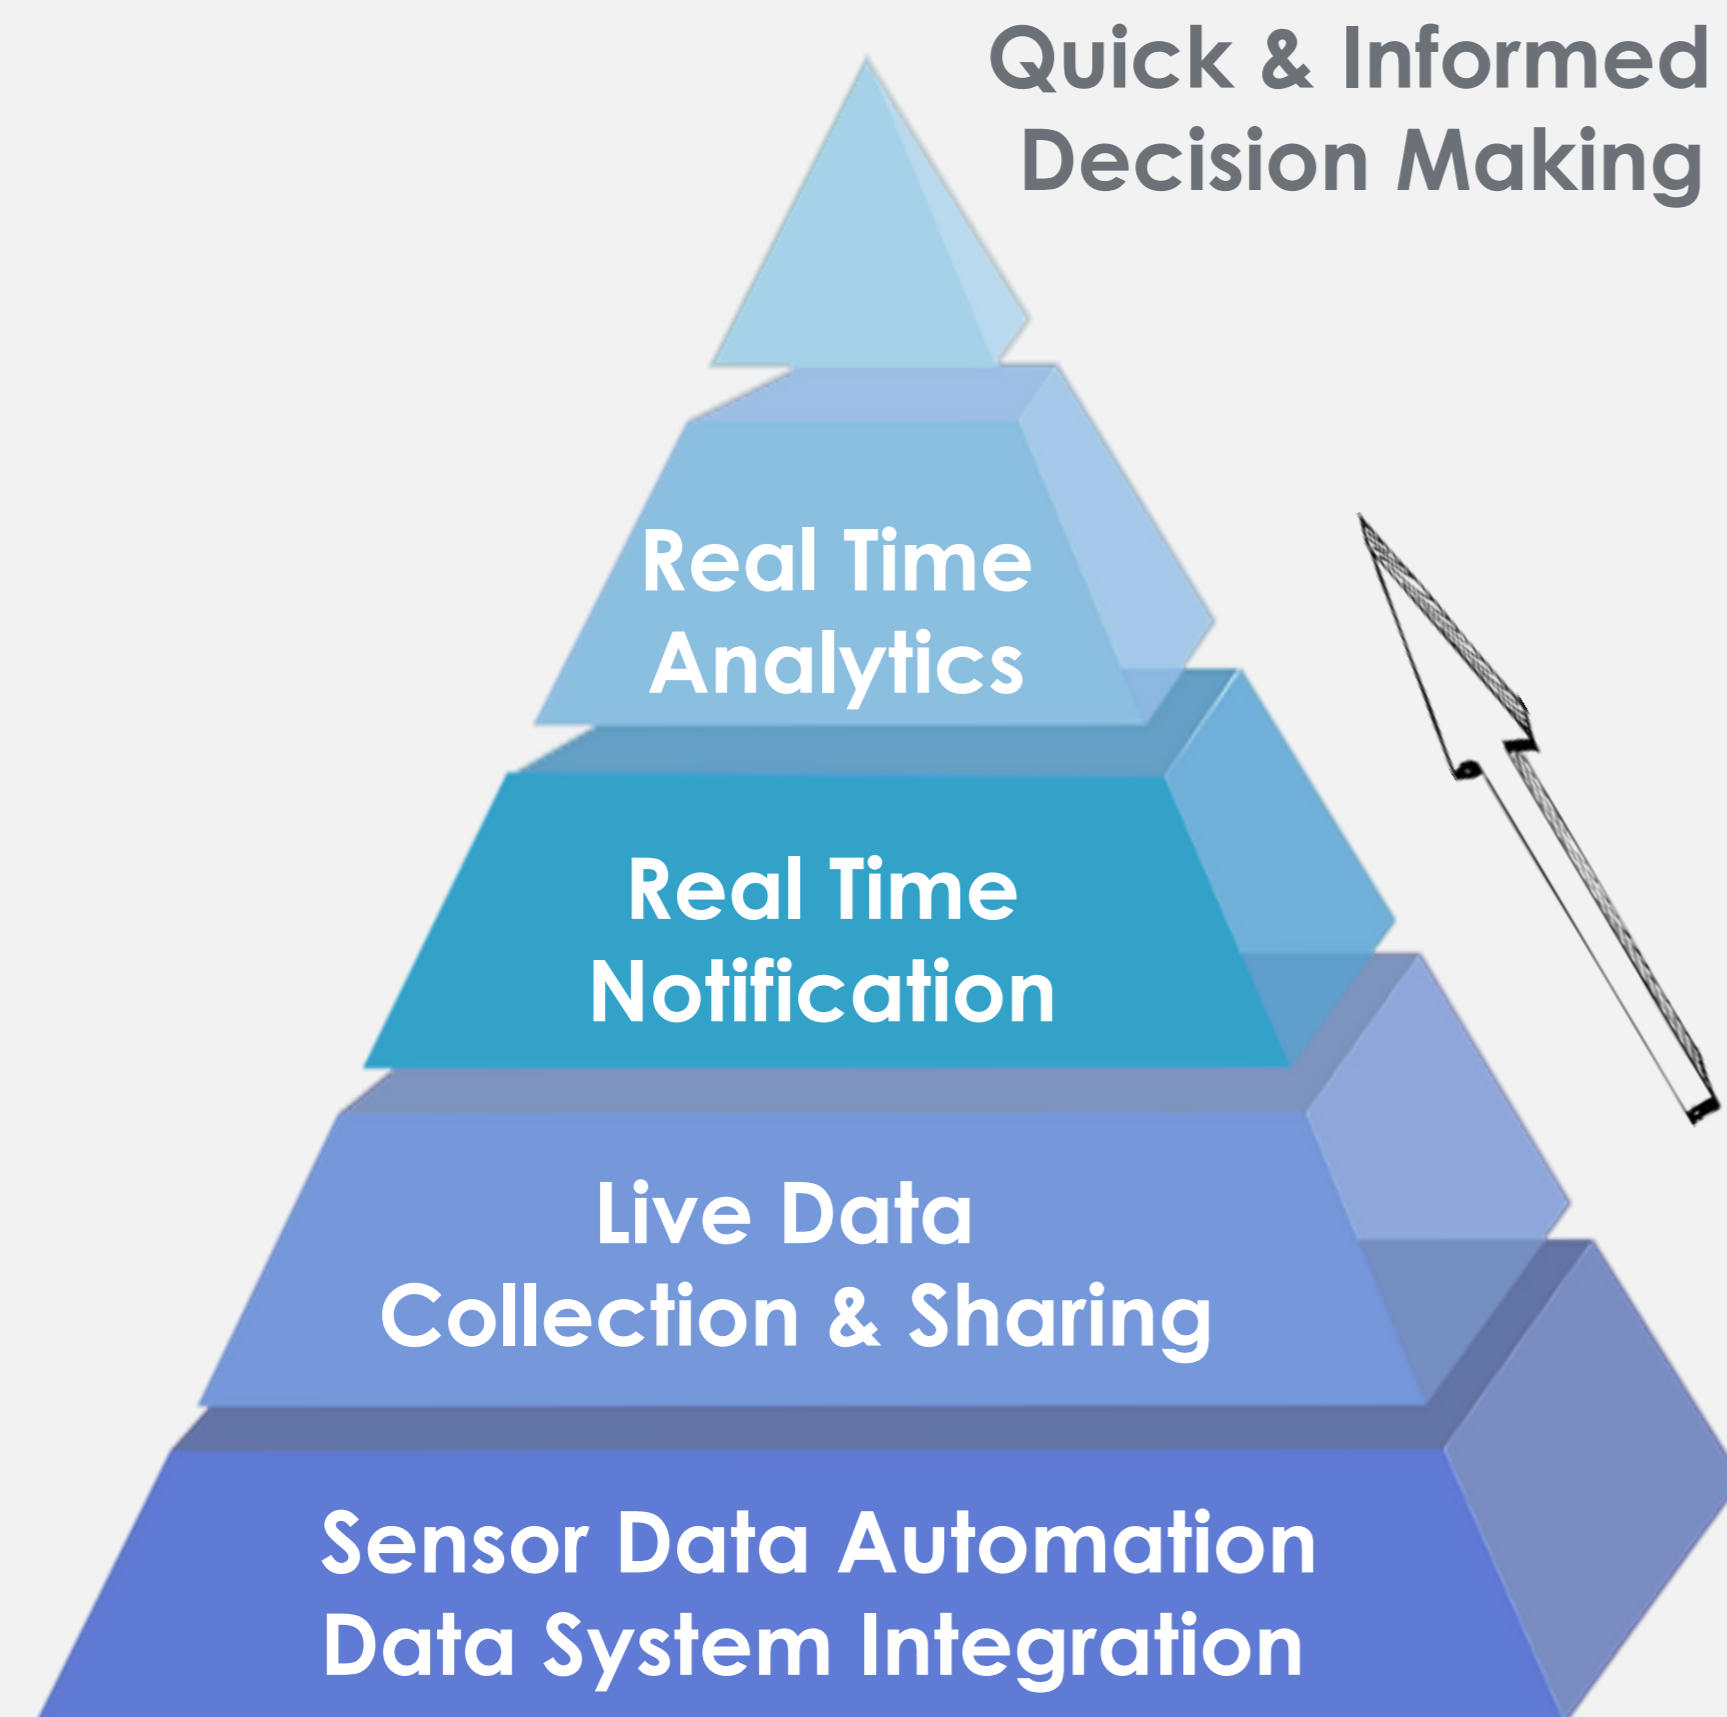 Quick & Informed
Decision Making
Real Time
Analytics
Real Time
Notification
Live Data
Collection & Sharing
Sensor Data Automation
Data System Integration